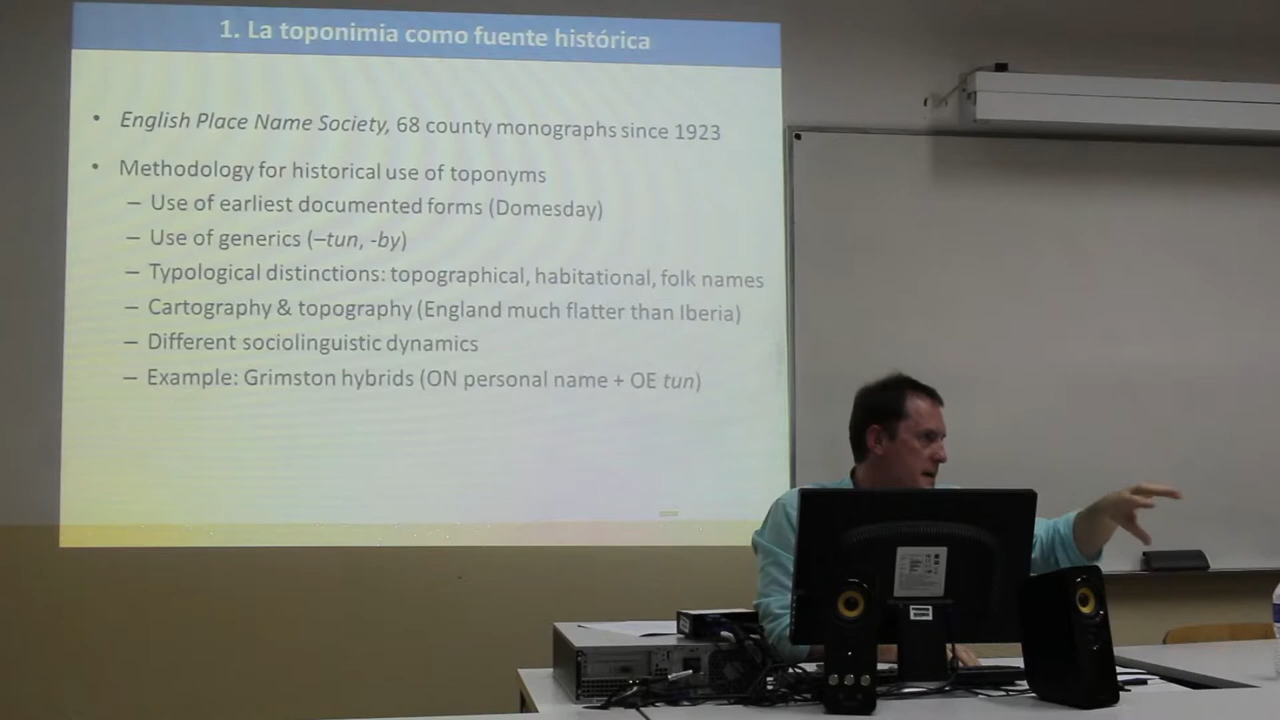 1. La toponimia como fuente histórica
• English Place Name Society, 68 county monographs since 1923
• Methodology for historical use of toponyms
– Use of earliest documented forms (Domesday)
– Use of generics (–tun, -by)
– Typological distinctions: topographical, habitational, folk names
– Cartography & topography (England much flatter than Iberia)
– Different sociolinguistic dynamics
– Example: Grimston hybrids (ON personal name + OE tun)